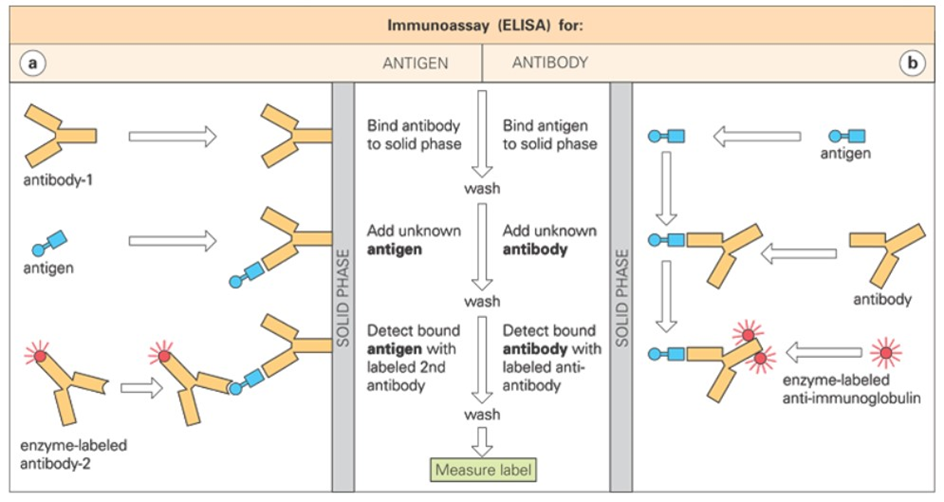 Immunoassay (ELISA) for:
a
ANTIGEN
ANTIBODY
b
antibody-1
antigen
enzyme-labeled
antibody-2
SOLID PHASE
Bind antibody
to solid phase
Bind antigen
to solid phase
wash
Add unknown
antigen
Add unknown
antibody
wash
Detect bound
antigen with
labeled 2nd
antibody
Detect bound
antibody with
labeled anti-
antibody
wash
Measure label
SOLID PHASE
antigen
antibody
enzyme-labeled
anti-immunoglobulin